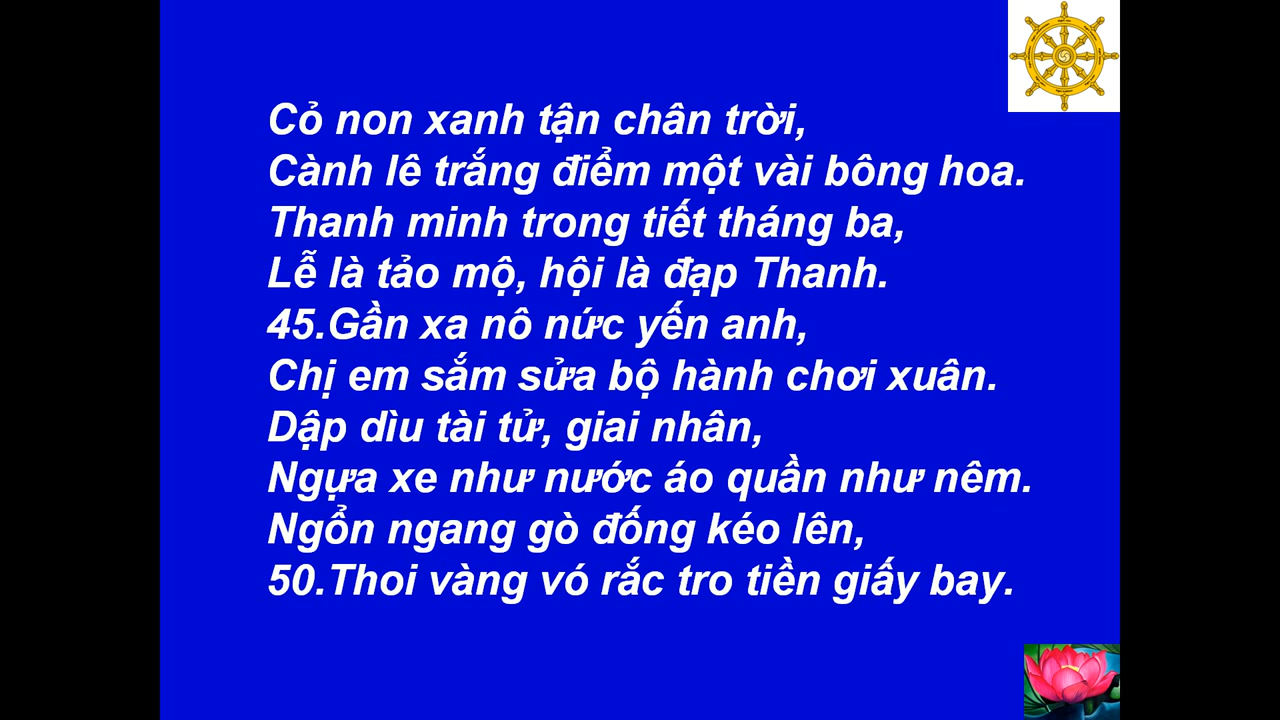 Cỏ non xanh tận chân trời,
Cành lê trắng điểm một vài bông hoa.
Thanh minh trong tiết tháng ba,
Lễ là tảo mộ, hội là đạp Thanh.
45.Gần xa nô nức yến anh,
Chị em sắm sửa bộ hành chơi xuân.
Dập dìu tài tử, giai nhân,
Ngựa xe như nước áo quần như nêm.
Ngổn ngang gò đống kéo lên,
50.Thoi vàng vó rắc tro tiền giấy bay.